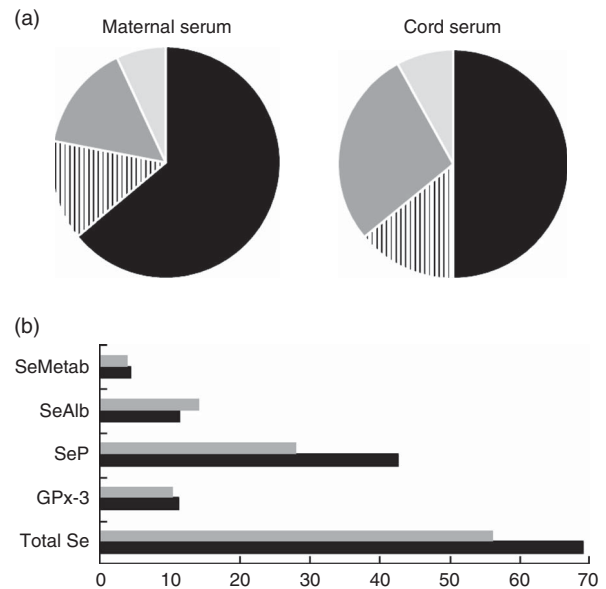 (a)
Maternal serum
Cord serum
(b)
SeMetab
SeAlb
SeP
GPx-3
Total Se
0 10 20 30 40 50 60 70